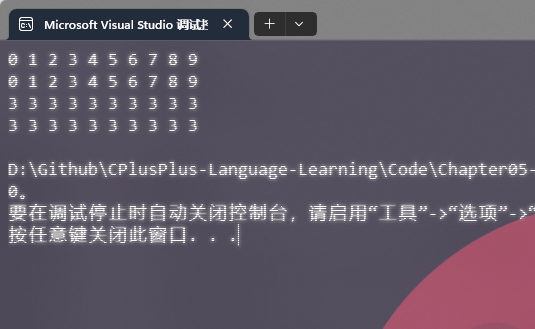 Microsoft Visual Studio 调试
0 1 2 3 4 5 6 7 8 9
0 1 2 3 4 5 6 7 8 9
3 3 3 3 3 3 3 3 3 3
3 3 3 3 3 3 3 3 3 3
D:\Github\CPlusPlus-Language-Learning\Code\Chapter05-
0。
要在调试停止时自动关闭控制台，请启用“工具”->“选项”->“
按任意键关闭此窗口. . .